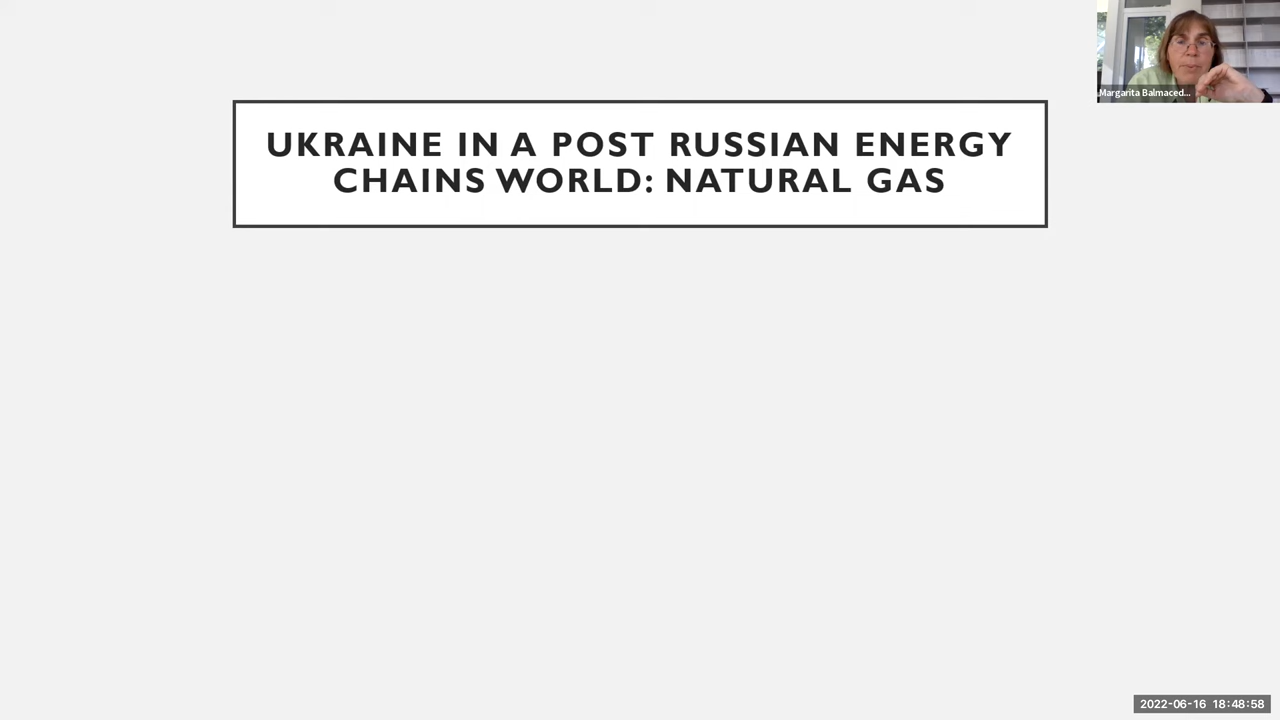 Margarita Balmaced...
UKRAINE IN A POST RUSSIAN ENERGY
CHAINS WORLD: NATURAL GAS
2022-06-16 18:48:58